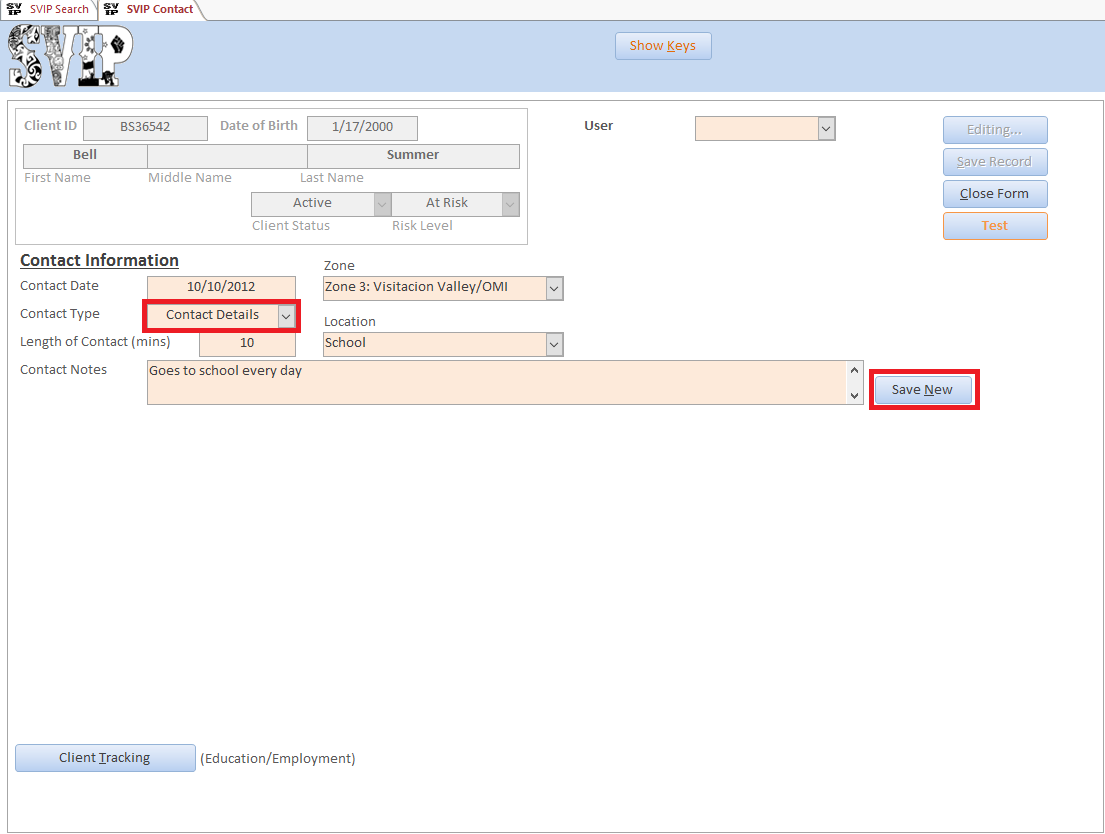 SVIP Search
SVIP Contact
SVIP
Show Keys
Client ID BS36542 Date of Birth 1/17/2000
User
Editing...
Bell Summer
Save Record
First Name Middle Name Last Name
Close Form
Active At Risk
Client Status Risk Level
Test
Contact Information
Zone
Contact Date 10/10/2012 Zone 3: Visitacion Valley/OMI
Contact Type Contact Details
Location
Length of Contact (mins) 10 School
Contact Notes Goes to school every day
Save New
Client Tracking (Education/Employment)